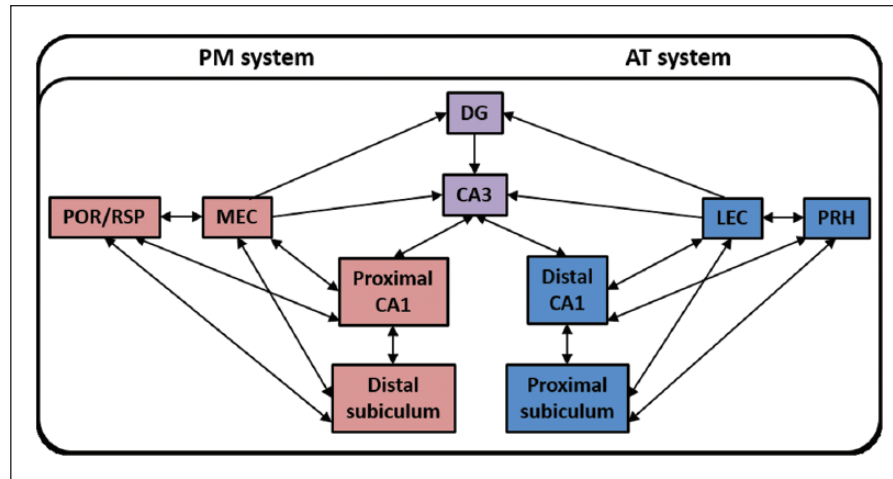 PM system
AT system
DG
CA3
POR/RSP
MEC
LEC
PRH
Proximal
CA1
Distal
CA1
Distal
subiculum
Proximal
subiculum